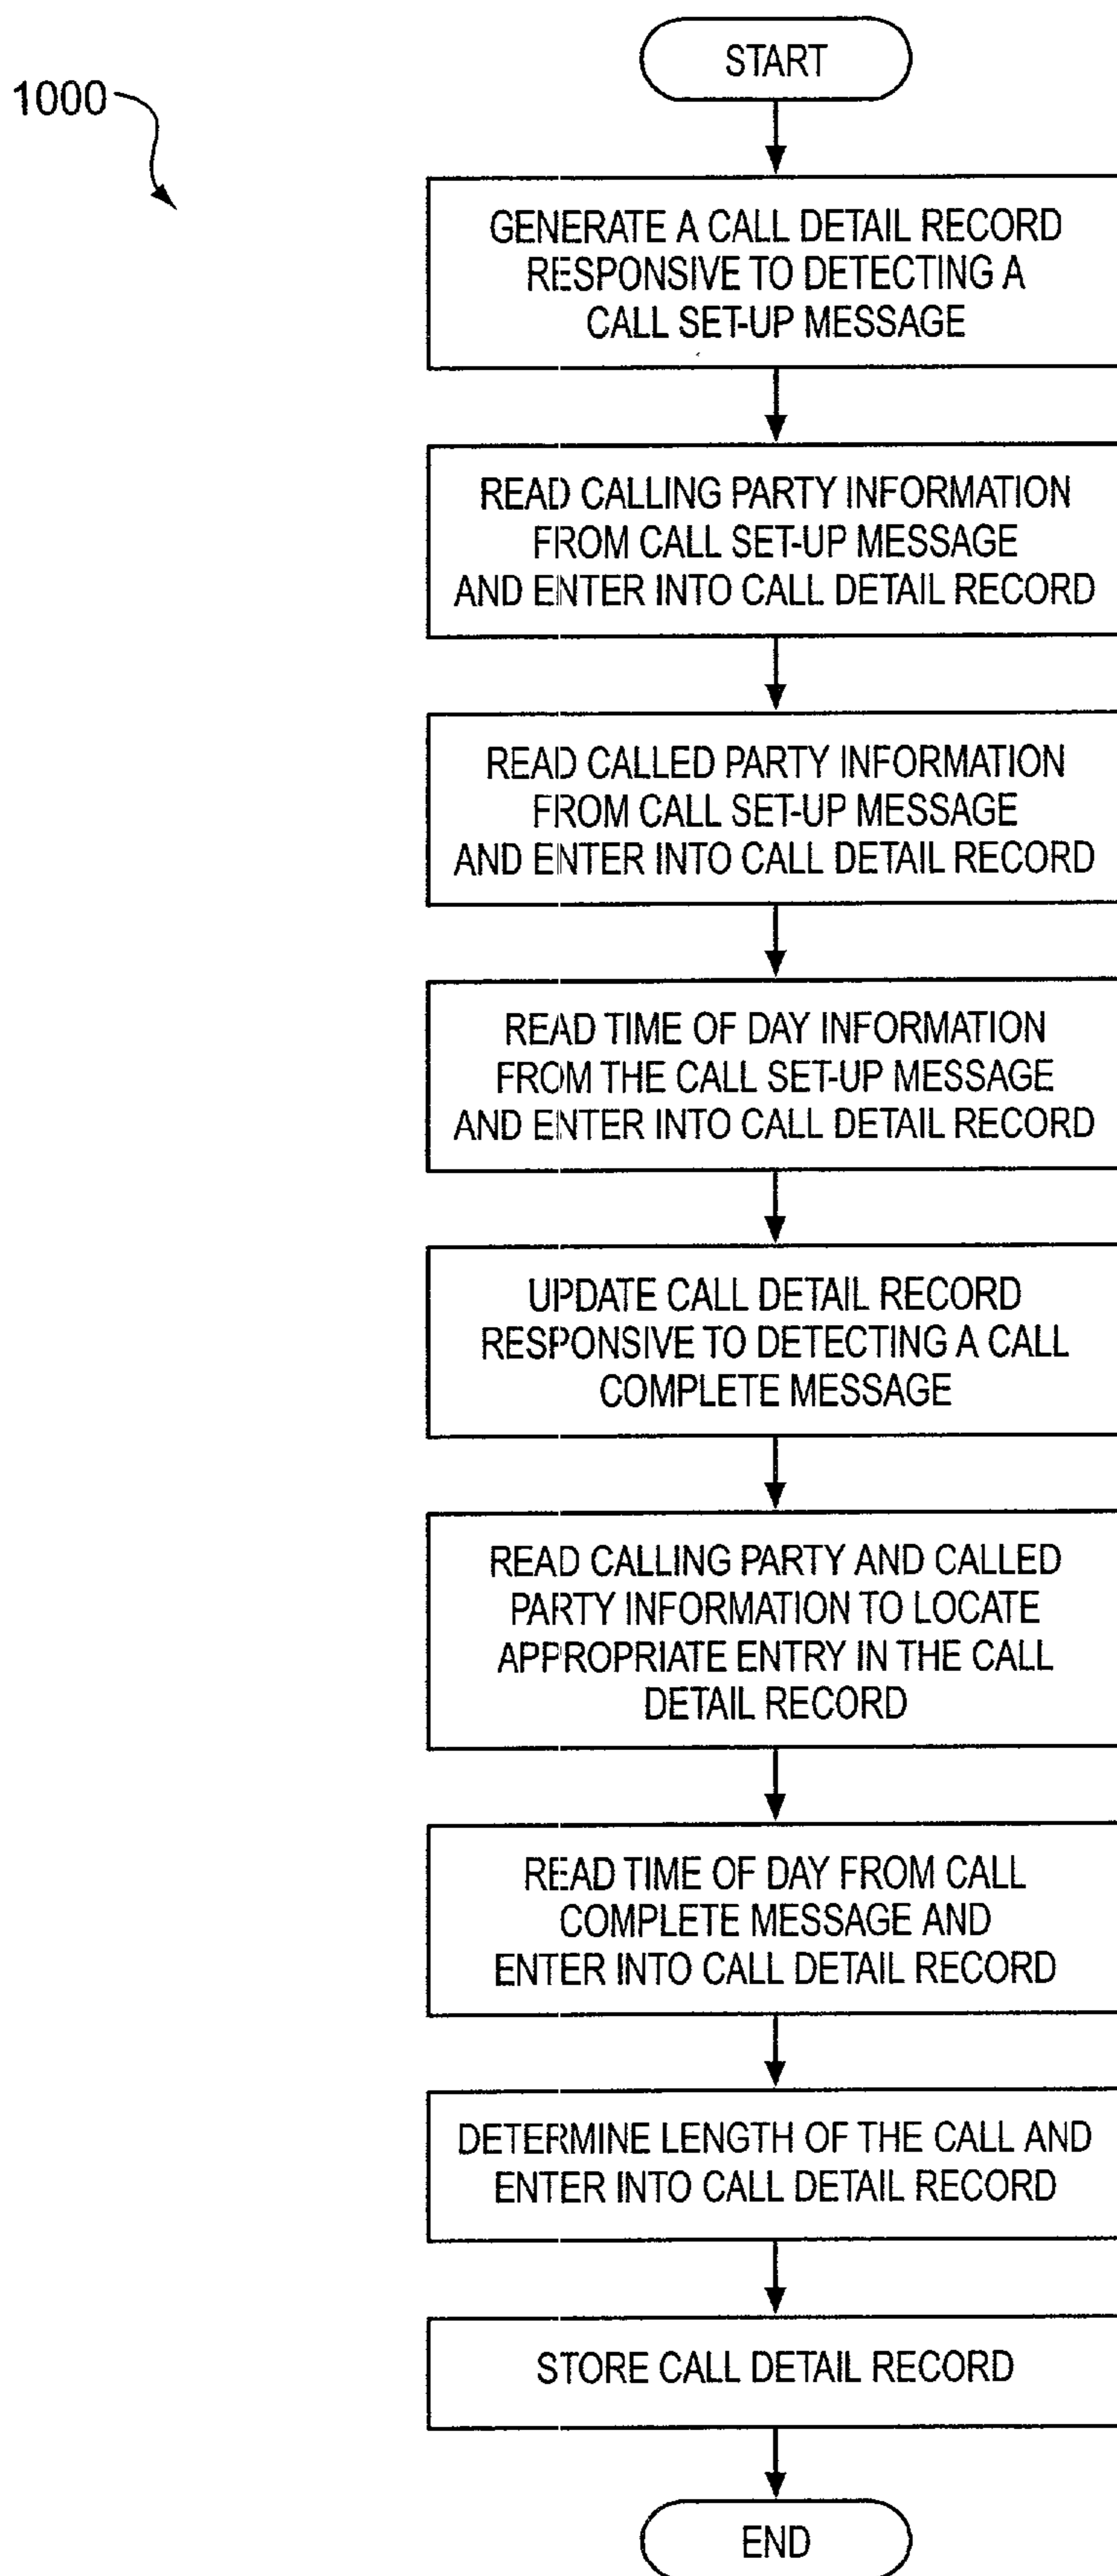 START
1000
GENERATE A CALL DETAIL RECORD
RESPONSIVE TO DETECTING A
CALL SET-UP MESSAGE
READ CALLING PARTY INFORMATION
FROM CALL SET-UP MESSAGE
AND ENTER INTO CALL DETAIL RECORD
READ CALLED PARTY INFORMATION
FROM CALL SET-UP MESSAGE
AND ENTER INTO CALL DETAIL RECORD
READ TIME OF DAY INFORMATION
FROM THE CALL SET-UP MESSAGE
AND ENTER INTO CALL DETAIL RECORD
UPDATE CALL DETAIL RECORD
RESPONSIVE TO DETECTING A CALL
COMPLETE MESSAGE
READ CALLING PARTY AND CALLED
PARTY INFORMATION TO LOCATE
APPROPRIATE ENTRY IN THE CALL
DETAIL RECORD
READ TIME OF DAY FROM CALL
COMPLETE MESSAGE AND
ENTER INTO CALL DETAIL RECORD
DETERMINE LENGTH OF THE CALL AND
ENTER INTO CALL DETAIL RECORD
STORE CALL DETAIL RECORD
END